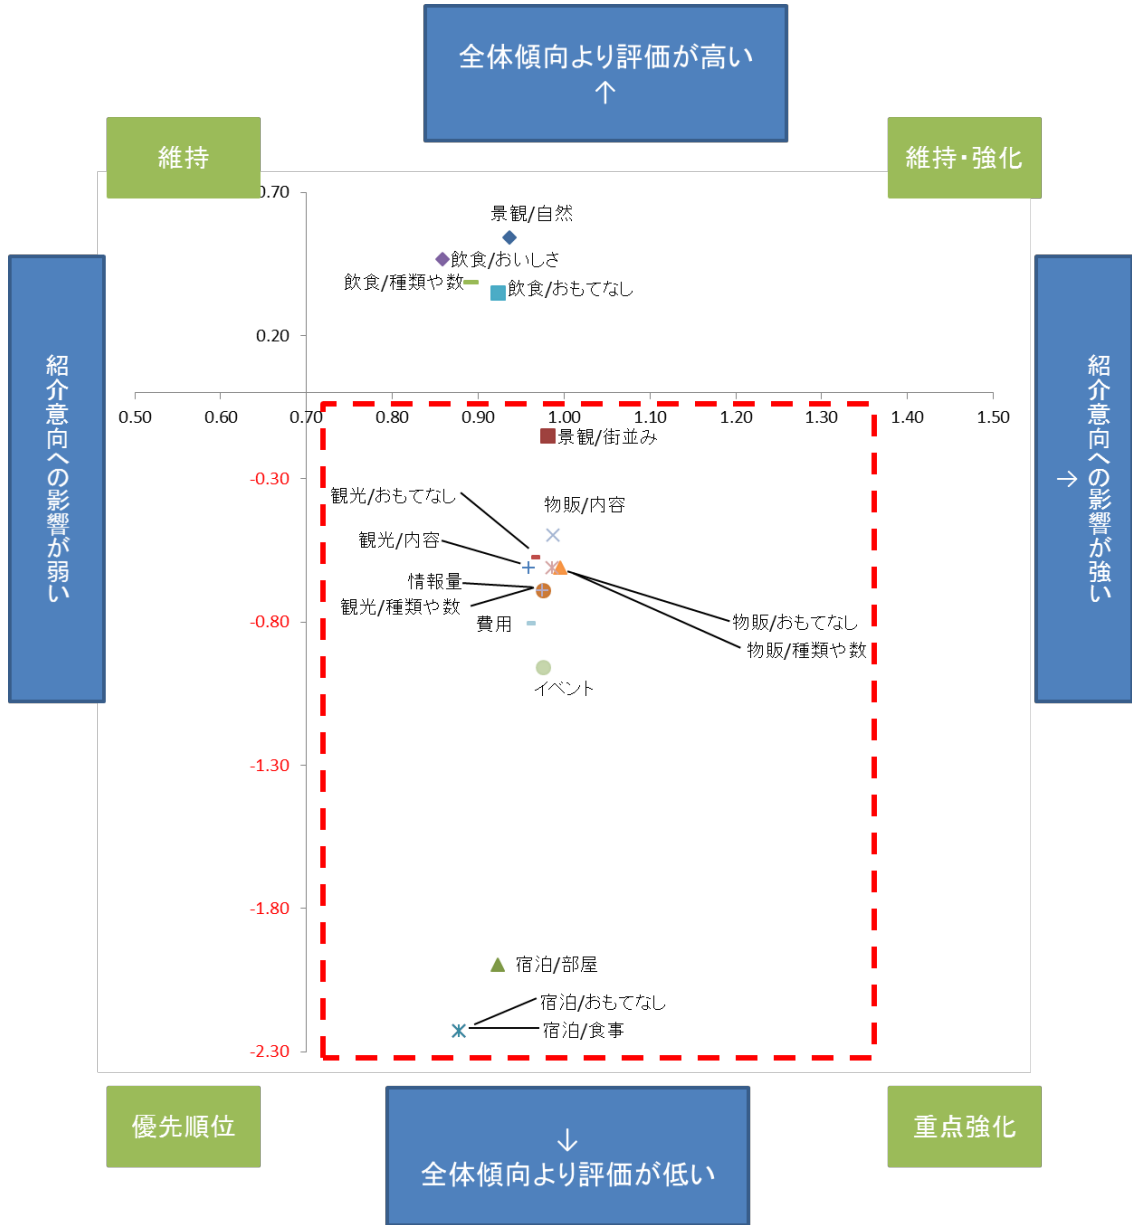 全体傾向より評価が高い
↑
維持
維持・強化
0.70
景観/自然
飲食/おいしさ
飲食/種類や数
飲食/おもてなし
0.20
0.50
0.70
0.80
0.90
1.00
1.10
1.20
1.30
1.40
1.50
紹介意向への影響が弱い
紹介意向への影響が強い
→
景観/街並み
-0.30
観光/おもてなし
物販/内容
観光/内容
情報量
観光/種類や数
-0.80
費用
物販/おもてなし
物販/種類や数
イベント
-1.30
-1.80
宿泊/部屋
宿泊/おもてなし
宿泊/食事
-2.30
優先順位
重点強化
↓
全体傾向より評価が低い